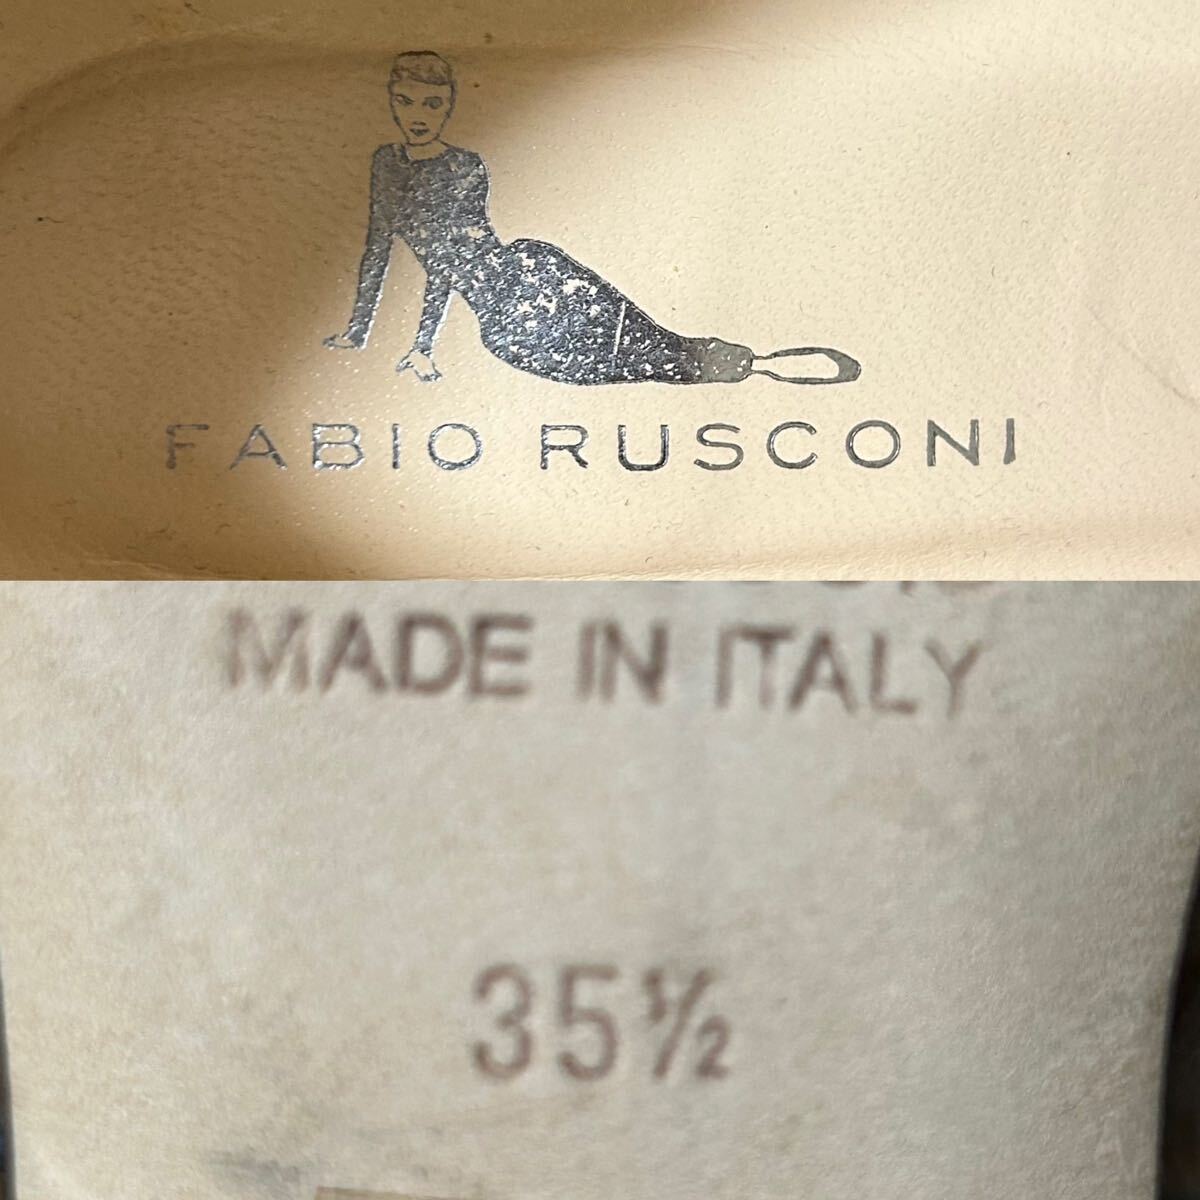 FABIO RUSCONI
MADE IN ITALY
35½